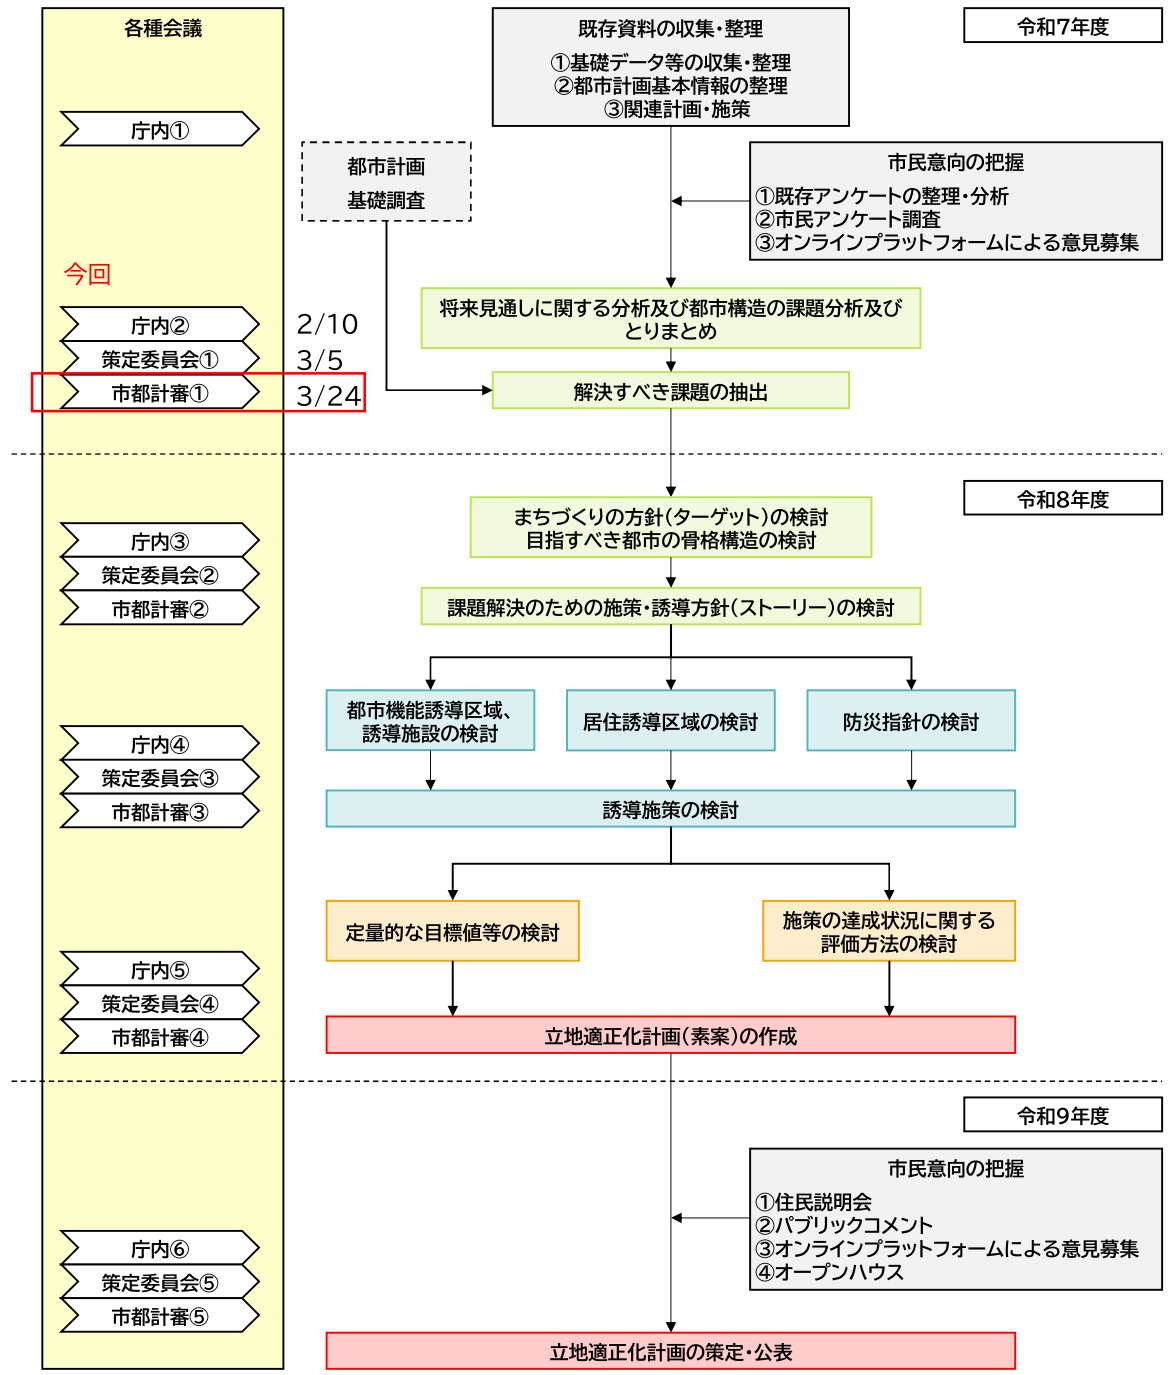 各種会議
庁内①
今回
庁内②
2/10
策定委員会①
3/5
市都計審①
3/24
庁内③
策定委員会②
市都計審②
庁内④
策定委員会③
市都計審③
庁内⑤
策定委員会④
市都計審④
庁内⑥
策定委員会⑤
市都計審⑤
令和7年度
既存資料の収集・整理
①基礎データ等の収集・整理
②都市計画基本情報の整理
③関連計画・施策
都市計画
基礎調査
市民意向の把握
①既存アンケートの整理・分析
②市民アンケート調査
③オンラインプラットフォームによる意見募集
将来見通しに関する分析及び都市構造の課題分析及び
とりまとめ
解決すべき課題の抽出
令和8年度
まちづくりの方針(ターゲット)の検討
目指すべき都市の骨格構造の検討
課題解決のための施策・誘導方針(ストーリー)の検討
都市機能誘導区域、
誘導施設の検討
居住誘導区域の検討
防災指針の検討
誘導施策の検討
定量的な目標値等の検討
施策の達成状況に関する
評価方法の検討
立地適正化計画(素案)の作成
令和9年度
市民意向の把握
①住民説明会
②パブリックコメント
③オンラインプラットフォームによる意見募集
④オープンハウス
立地適正化計画の策定・公表